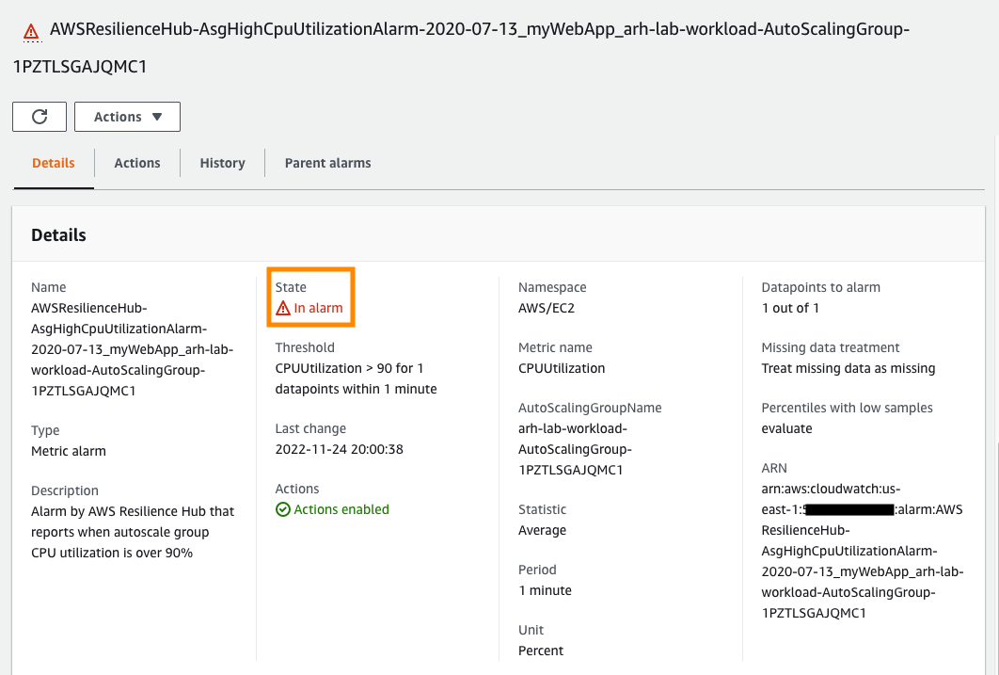 AWSResilienceHub-AsgHighCpuUtilizationAlarm-2020-07-13_myWebApp_arh-lab-workload-AutoScalingGroup-
1PZTLSGAJQMC1
Actions
Details
Actions
History
Parent alarms
Details
Name
AWSResilienceHub-
AsgHighCpuUtilizationAlarm-
2020-07-13_myWebApp_arh-lab-
workload-AutoScalingGroup-
1PZTLSGAJQMC1
Type
Metric alarm
Description
Alarm by AWS Resilience Hub that
reports when autoscale group
CPU utilization is over 90%
State
In alarm
Threshold
CPUUtilization > 90 for 1
datapoints within 1 minute
Last change
2022-11-24 20:00:38
Actions
Actions enabled
Namespace
AWS/EC2
Metric name
CPUUtilization
AutoScalingGroupName
arh-lab-workload-
AutoScalingGroup-
1PZTLSGAJQMC1
Statistic
Average
Period
1 minute
Unit
Percent
Datapoints to alarm
1 out of 1
Missing data treatment
Treat missing data as missing
Percentiles with low samples
evaluate
ARN
arn:aws:cloudwatch:us-
east-1: :alarm:AWS
ResilienceHub-
AsgHighCpuUtilizationAlarm-
2020-07-13_myWebApp_arh-lab-
workload-AutoScalingGroup-
1PZTLSGAJQMC1